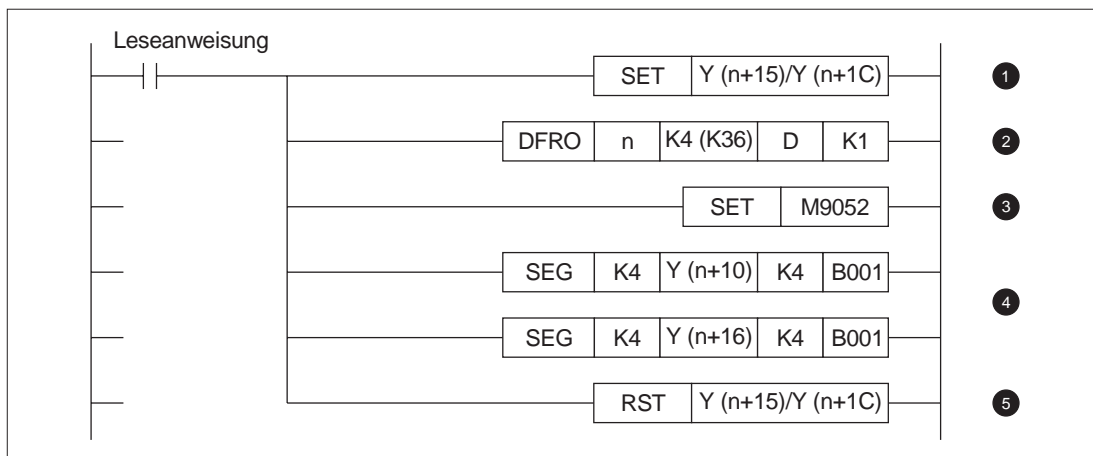 Leseanweisung
SET Y (n+15)/Y (n+1C) 1
DFRO n K4 (K36) D K1 2
SET M9052 3
SEG K4 Y (n+10) K4 B001
4
SEG K4 Y (n+16) K4 B001
RST Y (n+15)/Y (n+1C) 5